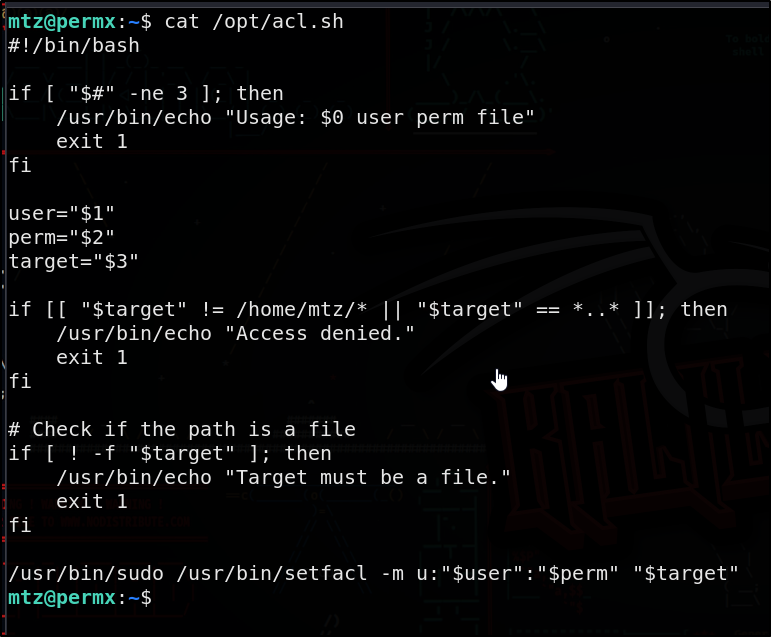 mtz@permx:~$ cat /opt/acl.sh
#!/bin/bash

if [ "$#" -ne 3 ]; then
    /usr/bin/echo "Usage: $0 user perm file"
    exit 1
fi

user="$1"
perm="$2"
target="$3"

if [[ "$target" != /home/mtz/* || "$target" == *..* ]]; then
    /usr/bin/echo "Access denied."
    exit 1
fi

# Check if the path is a file
if [ ! -f "$target" ]; then
    /usr/bin/echo "Target must be a file."
    exit 1
fi

/usr/bin/sudo /usr/bin/setfacl -m u:"$user":"$perm" "$target"
mtz@permx:~$